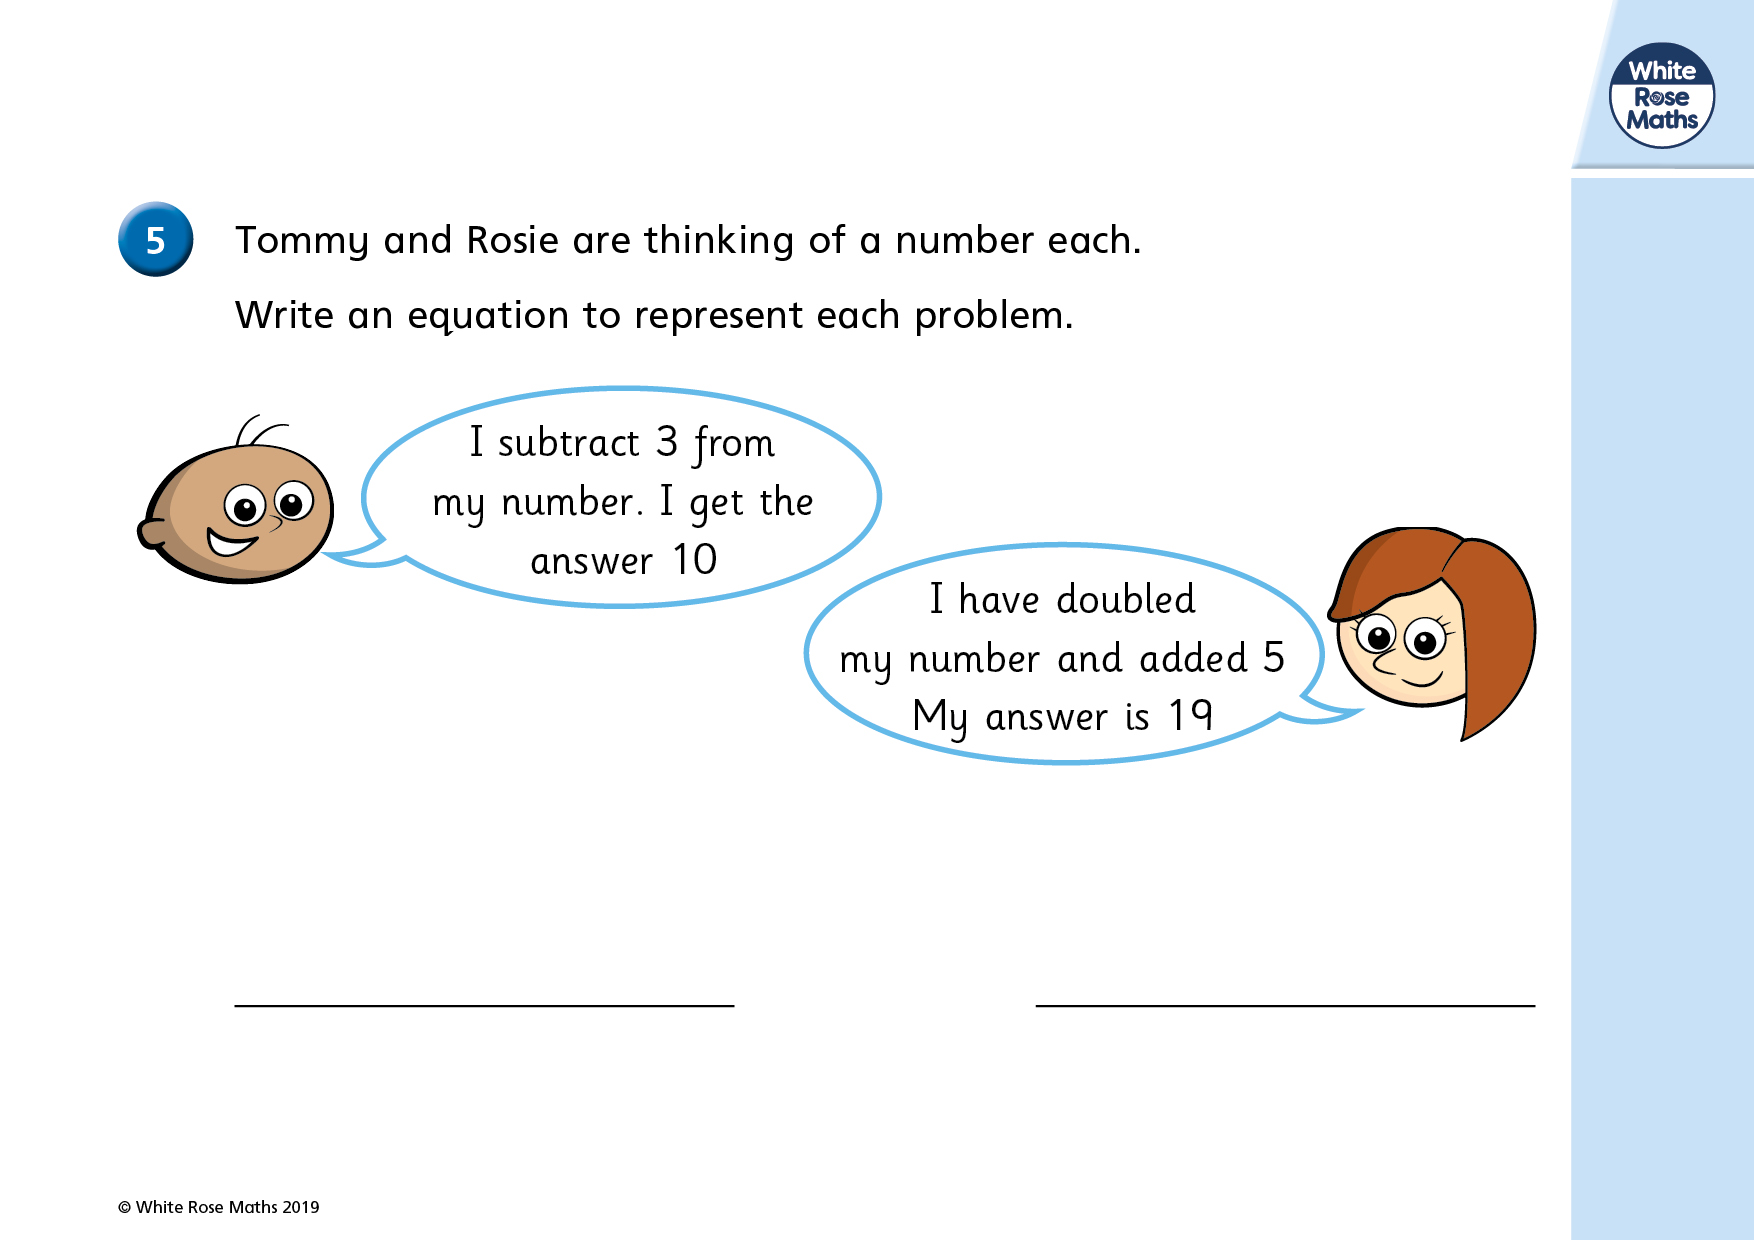 White
Rose
Maths
5
Tommy and Rosie are thinking of a number each.
Write an equation to represent each problem.
I subtract 3 from
my number. I get the
answer 10
I have doubled
my number and added 5
My answer is 19
© White Rose Maths 2019